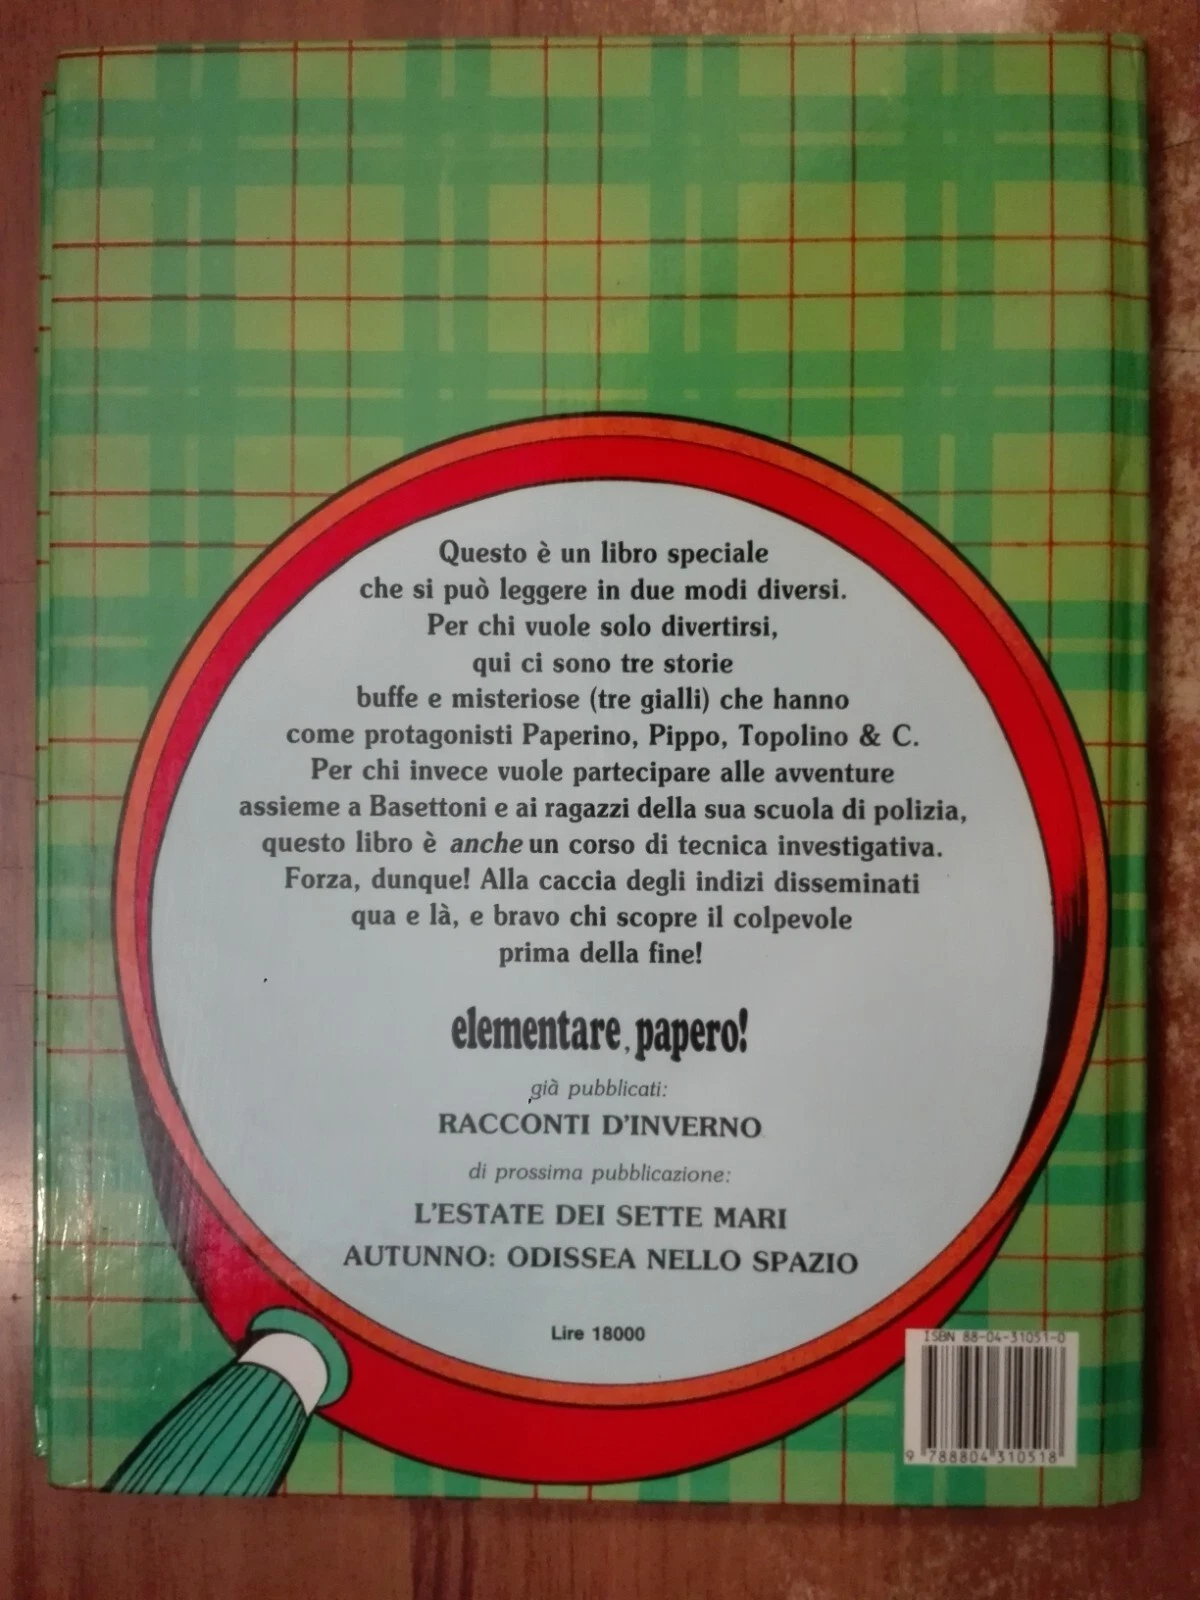 Questo è un libro speciale
che si può leggere in due modi diversi.
Per chi vuole solo divertirsi,
qui ci sono tre storie
buffe e misteriose (tre gialli) che hanno
come protagonisti Paperino, Pippo, Topolino & C.
Per chi invece vuole partecipare alle avventure
assieme a Basettoni e ai ragazzi della sua scuola di polizia,
questo libro è anche un corso di tecnica investigativa.
Forza, dunque! Alla caccia degli indizi disseminati
qua e là, e bravo chi scopre il colpevole
prima della fine!
elementare, papero!
già pubblicati:
RACCONTI D'INVERNO
di prossima pubblicazione:
L'ESTATE DEI SETTE MARI
AUTUNNO: ODISSEA NELLO SPAZIO
Lire 18000
ISBN 88-04-31051-0
9 788804 310518